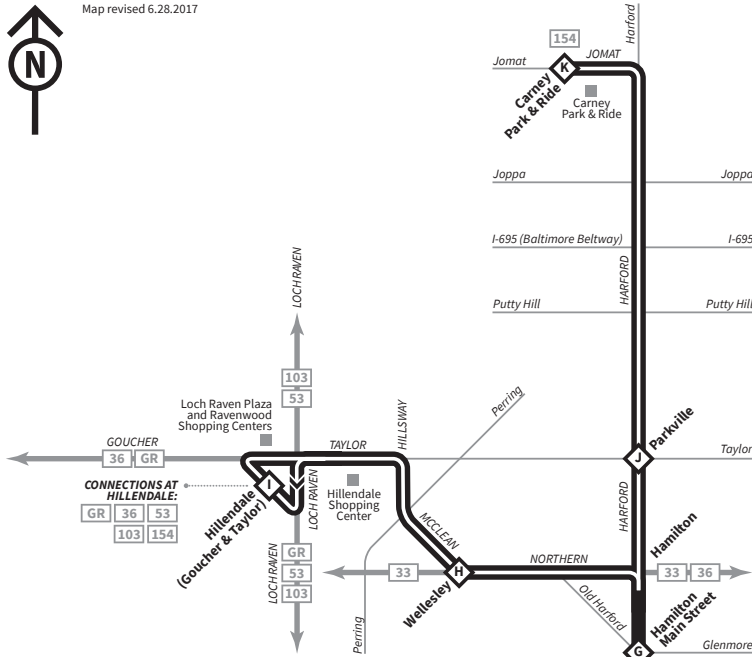 Map revised 6.28.2017
N
154
Harford
Jomat
JOMAT
K
Carney
Park & Ride
Carney
Park & Ride
Joppa
Joppa
I-695 (Baltimore Beltway)
I-695
HARFORD
LOCH RAVEN
Putty Hill
Putty Hill
103
53
Loch Raven Plaza
and Ravenwood
Shopping Centers
HILLSWAY
Perring
Parkville
GOUCHER
TAYLOR
Taylor
36 GR
J
CONNECTIONS AT
HILLENDALE:
GR 36 53
103 154
I
Hillendale
(Goucher & Taylor)
LOCH RAVEN
Hillendale
Shopping
Center
HARFORD
MCCLEAN
Hamilton
GR
53
103
LOCH RAVEN
33
H
Wellesley
NORTHERN
33 36
Old Harford
Hamilton
Main Street
Perring
G
Glenmore